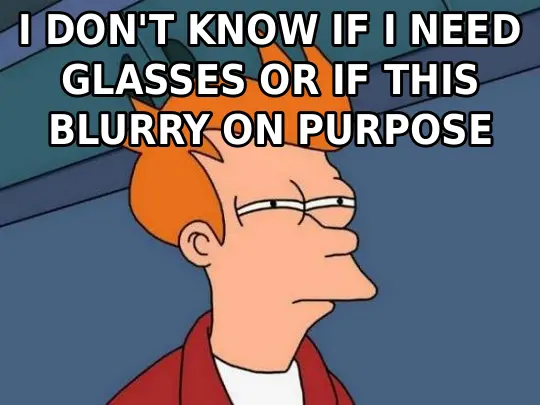 I DON'T KNOW IF I NEED
GLASSES OR IF THIS
BLURRY ON PURPOSE